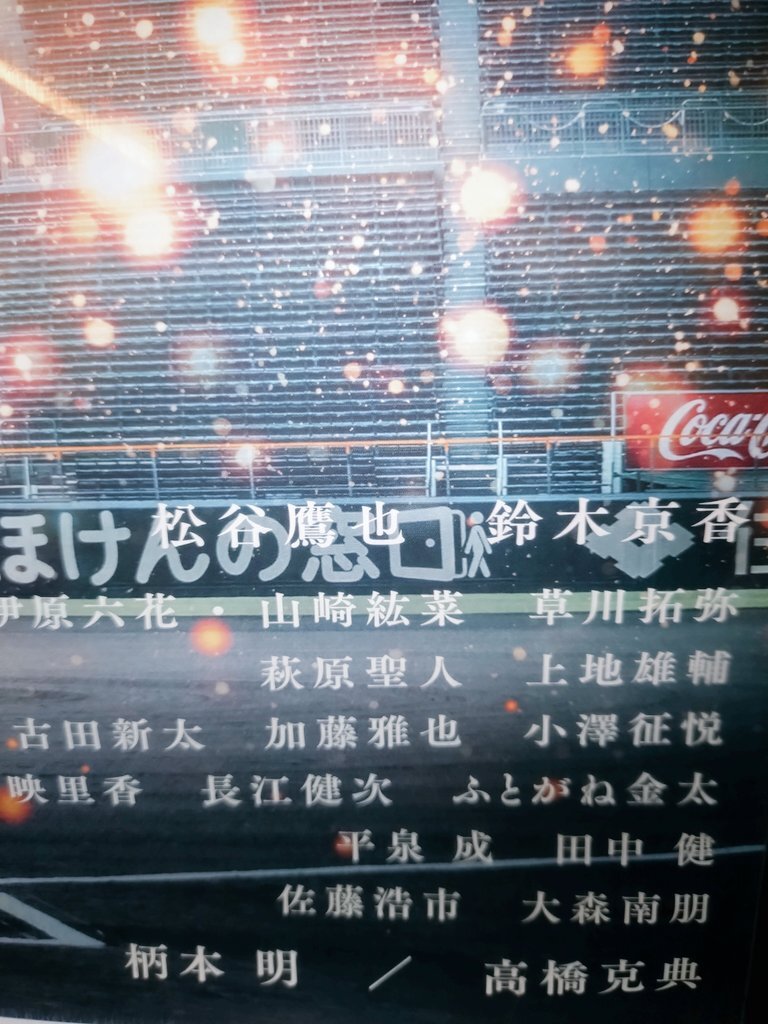 Coca-C
ほけんの窓口
松谷鷹也 鈴木京香
伊原六花・山崎紘菜 草川拓弥
萩原聖人 上地雄輔
古田新太 加藤雅也 小澤征悦
映里香 長江健次 ふとがね金太
平泉 成 田中 健
佐藤浩市 大森南朋
柄本 明 / 高橋克典